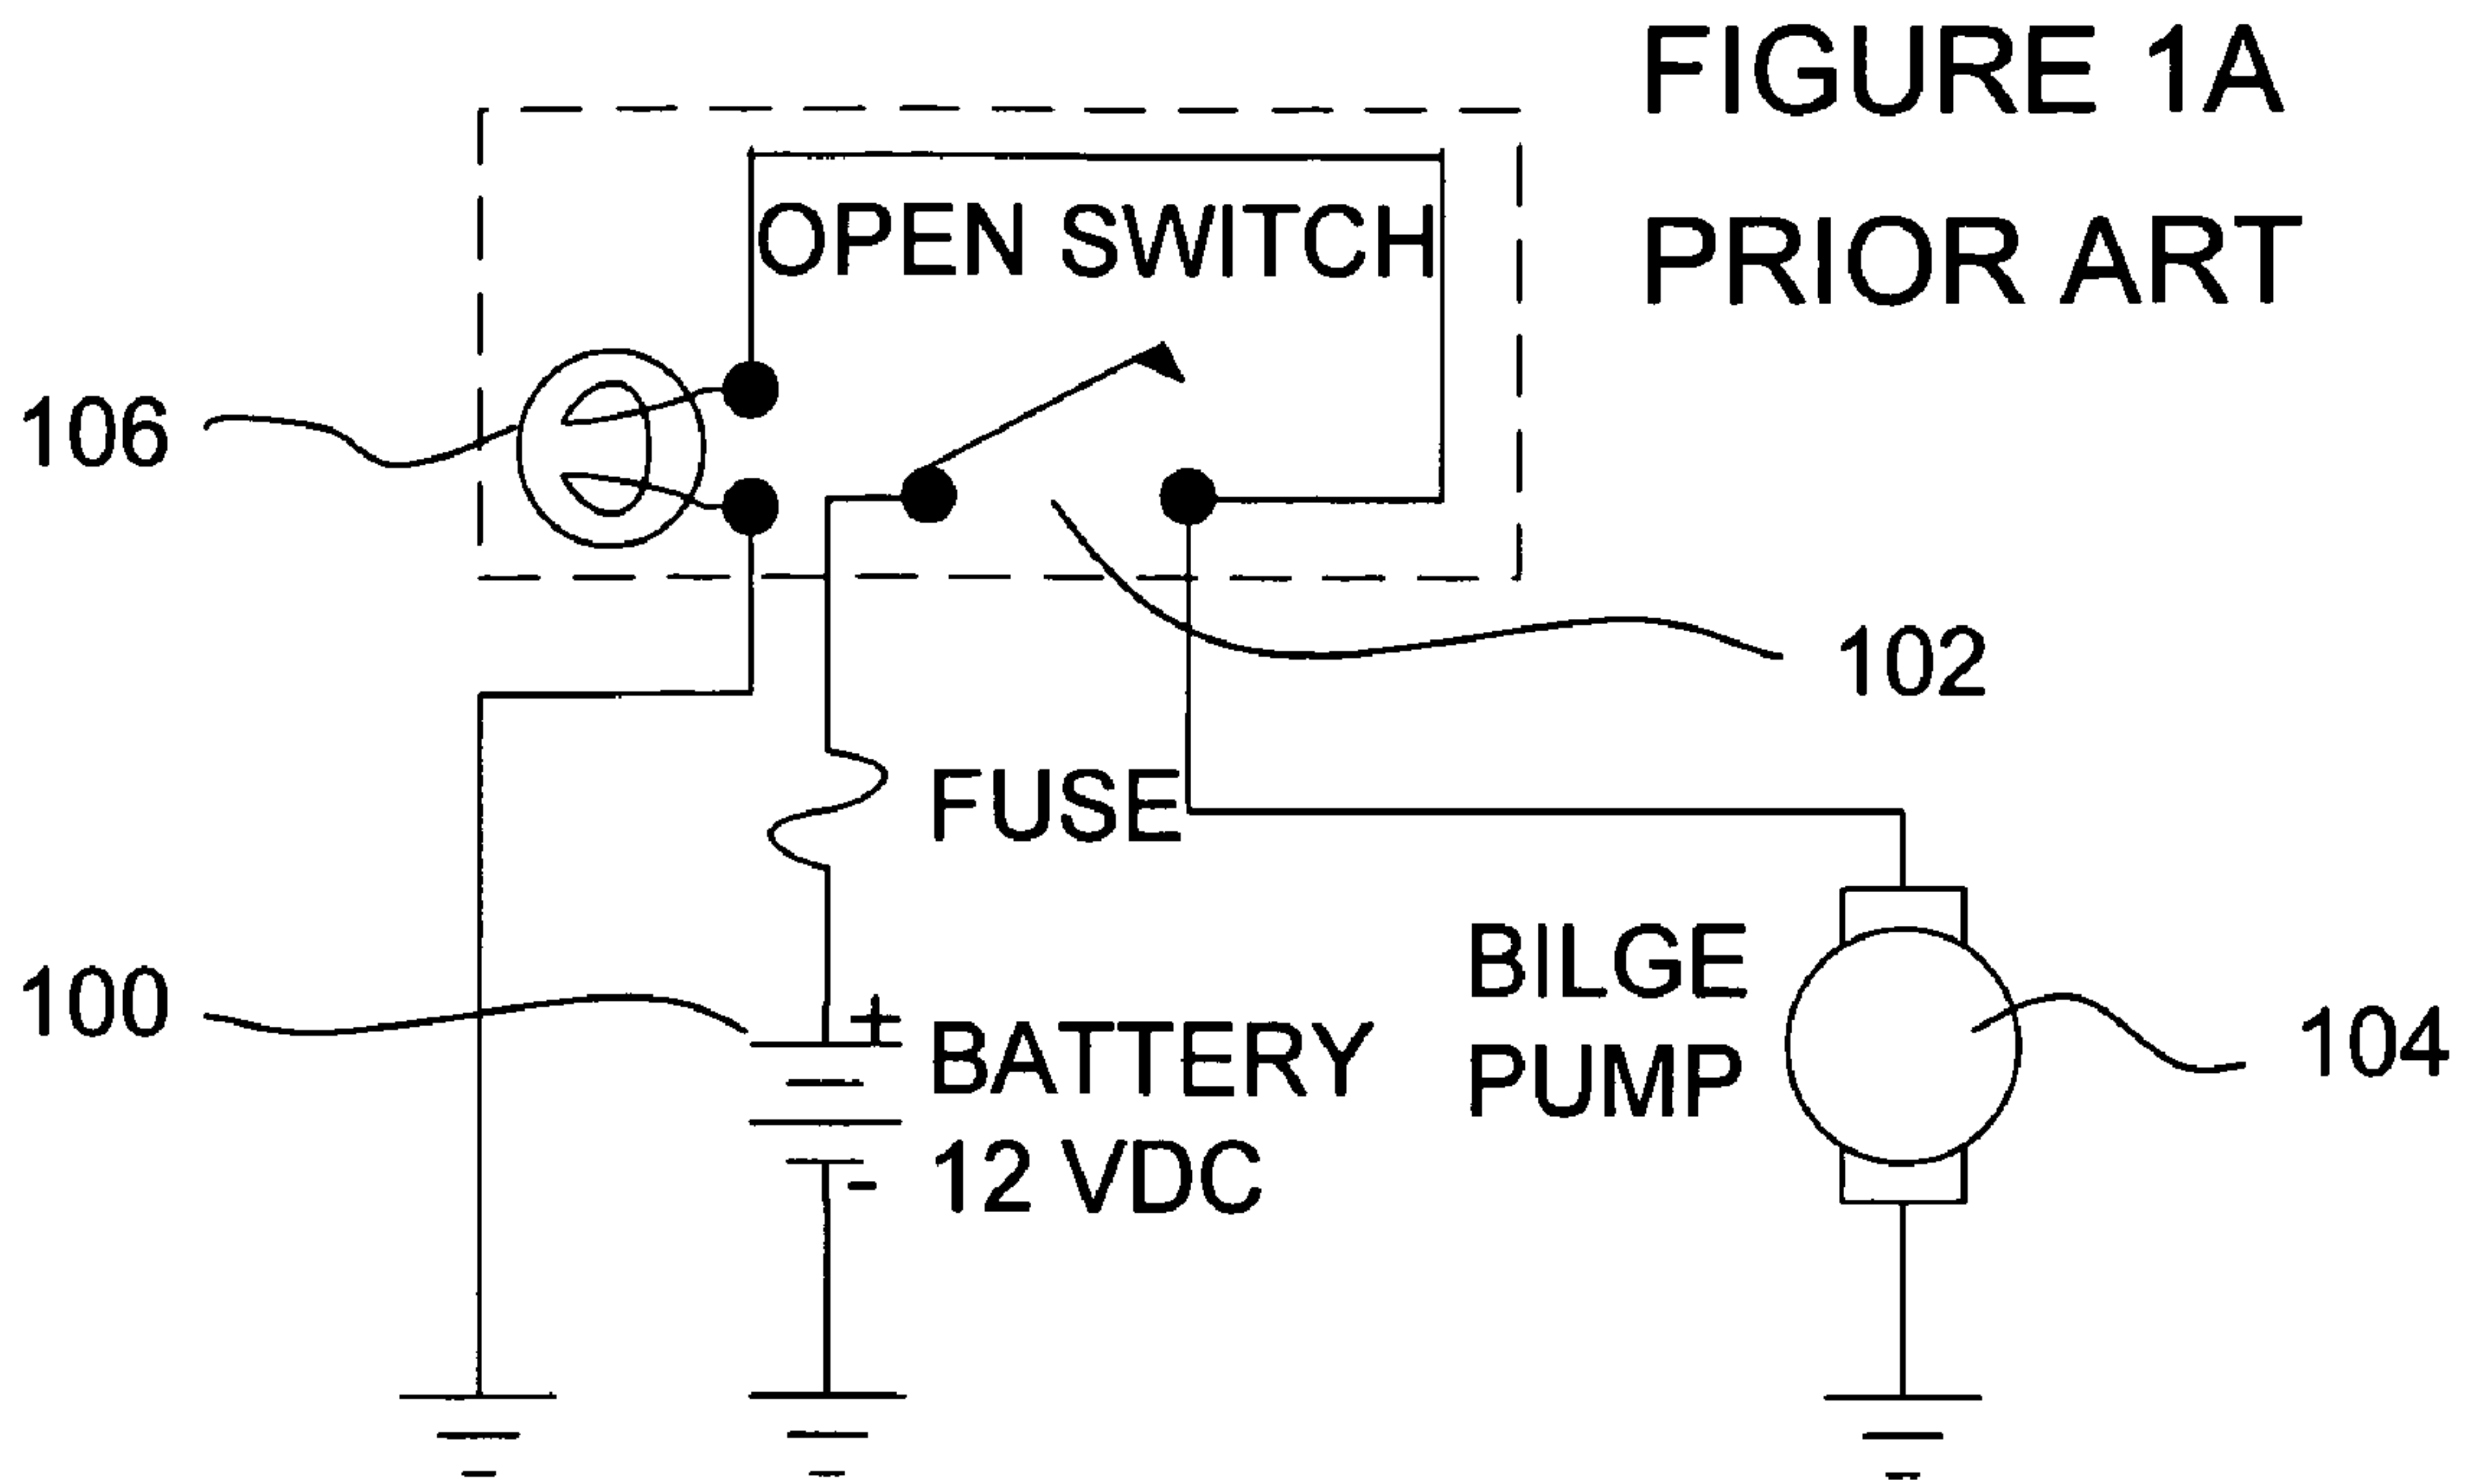 FIGURE 1A
PRIOR ART
OPEN SWITCH
106
102
FUSE
100
+
BATTERY
12 VDC
-
BILGE
PUMP
104